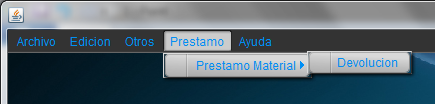 Archivo Edicion Otros Prestamo Ayuda
Prestamo Material Devolucion